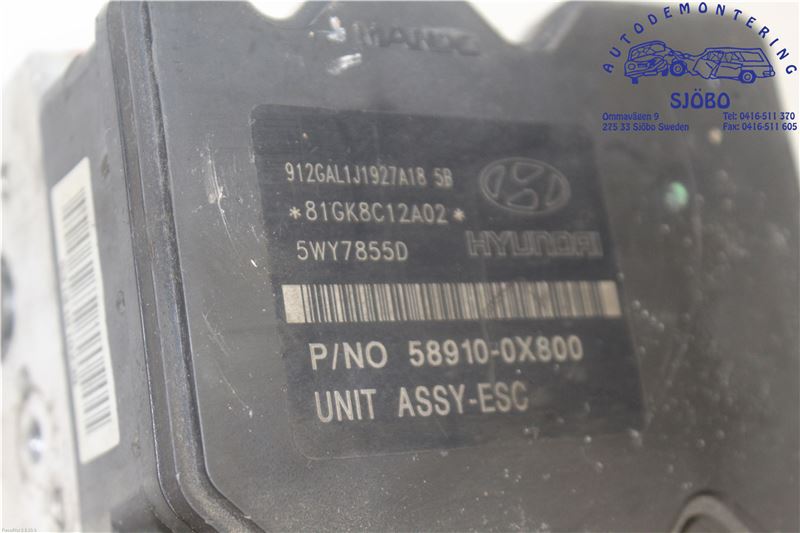 MANDO
AUTODEMONTERING
SJÖBO
Ommavägen 9
275 33 Sjöbo Sweden
Tel: 0416-511 370
Fax: 0416-511 605
912GAL1J1927A18 5B
*81GK8C12A02*
5WY7855D
HYUNDAI
P/NO 58910-0X800
UNIT ASSY-ESC